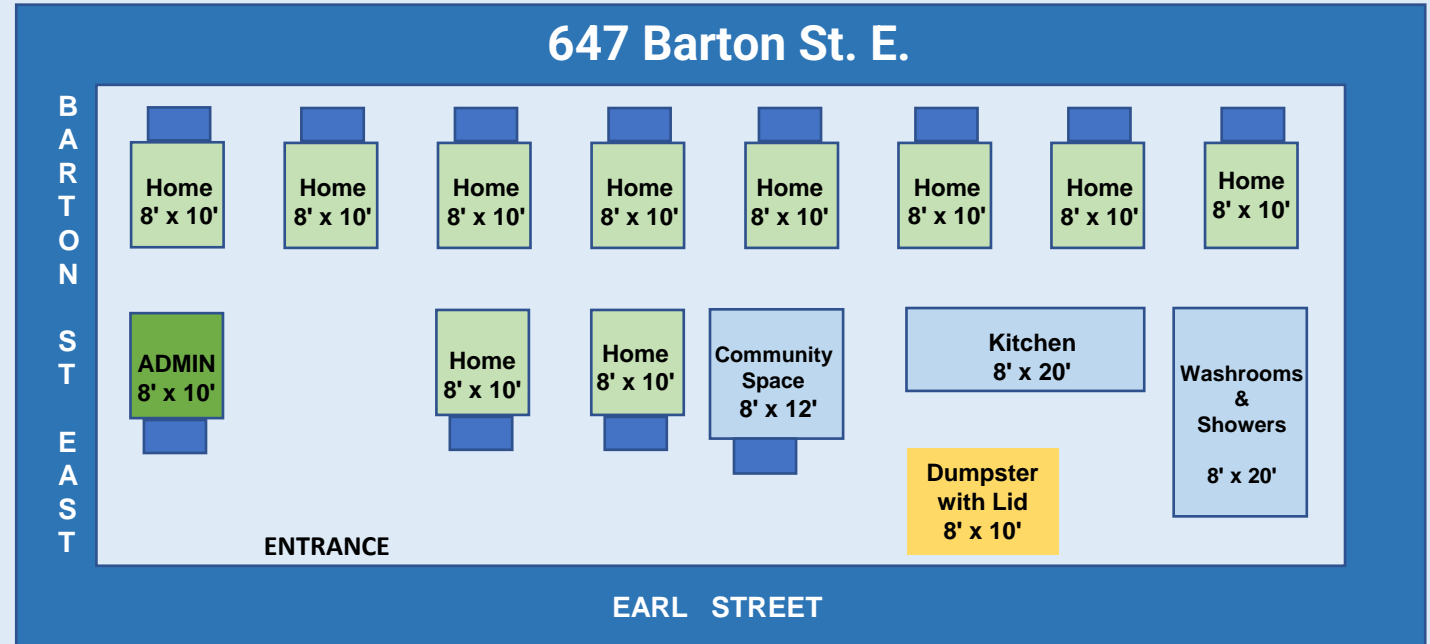 647 Barton St. E.
BARTON ST EAST
Home
8' x 10'
Home
8' x 10'
Home
8' x 10'
Home
8' x 10'
Home
8' x 10'
Home
8' x 10'
Home
8' x 10'
Home
8' x 10'
ADMIN
8' x 10'
Home
8' x 10'
Home
8' x 10'
Community
Space
8' x 12'
Kitchen
8' x 20'
Washrooms
&
Showers
8' x 20'
Dumpster
with Lid
8' x 10'
ENTRANCE
EARL STREET